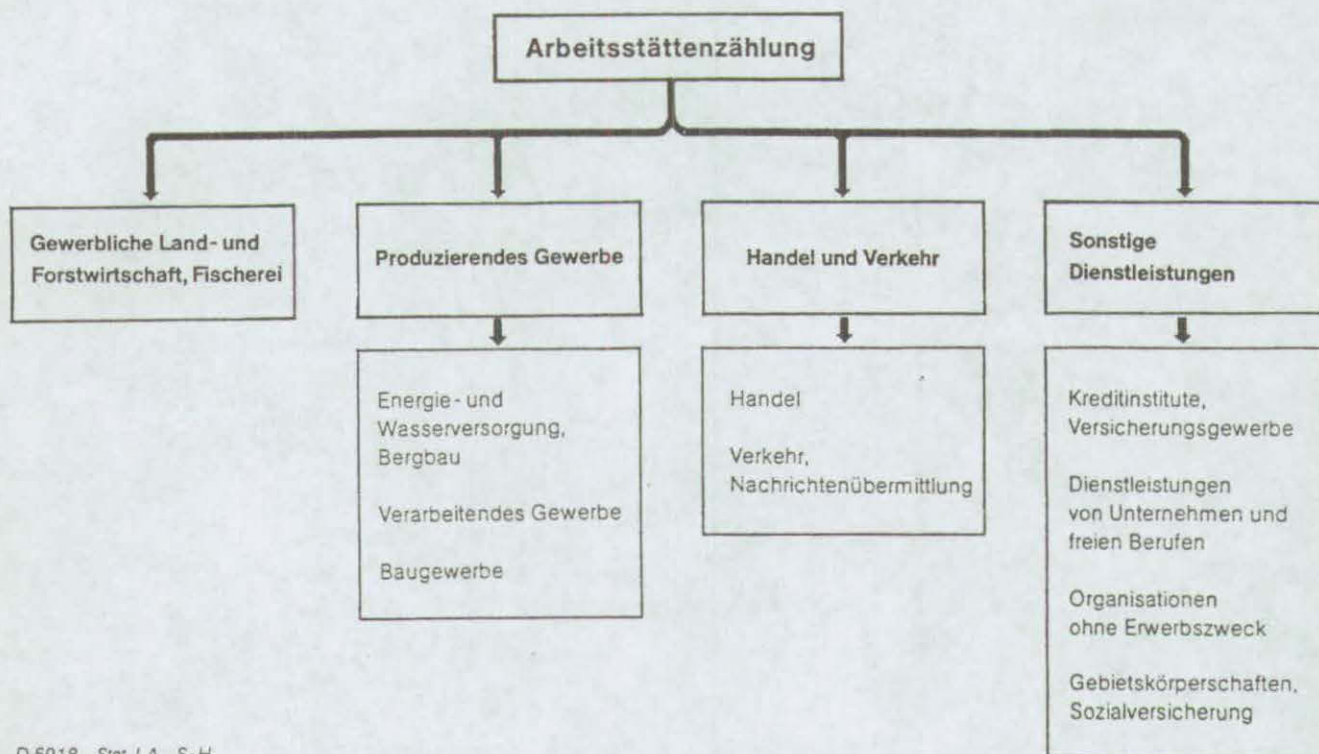 Arbeitsstättenzählung
Gewerbliche Land- und
Forstwirtschaft, Fischerei
Produzierendes Gewerbe
Handel und Verkehr
Sonstige
Dienstleistungen
Energie- und
Wasserversorgung,
Bergbau
Verarbeitendes Gewerbe
Baugewerbe
Handel
Verkehr,
Nachrichtenübermittlung
Kreditinstitute,
Versicherungsgewerbe
Dienstleistungen
von Unternehmen und
freien Berufen
Organisationen
ohne Erwerbszweck
Gebietskörperschaften,
Sozialversicherung